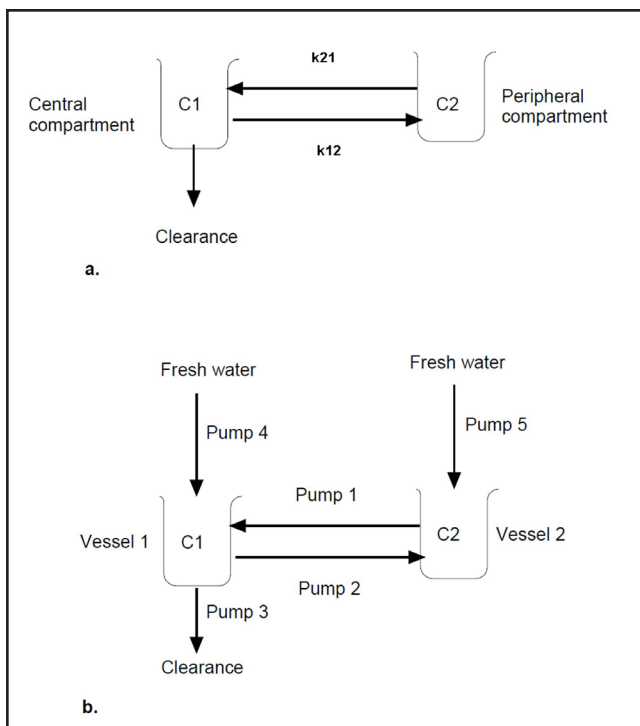 k21
Central
compartment
C1
C2
Peripheral
compartment
k12
Clearance
a.
Fresh water
Fresh water
Pump 4
Pump 5
Pump 1
Vessel 1
C1
C2
Vessel 2
Pump 2
Pump 3
Clearance
b.